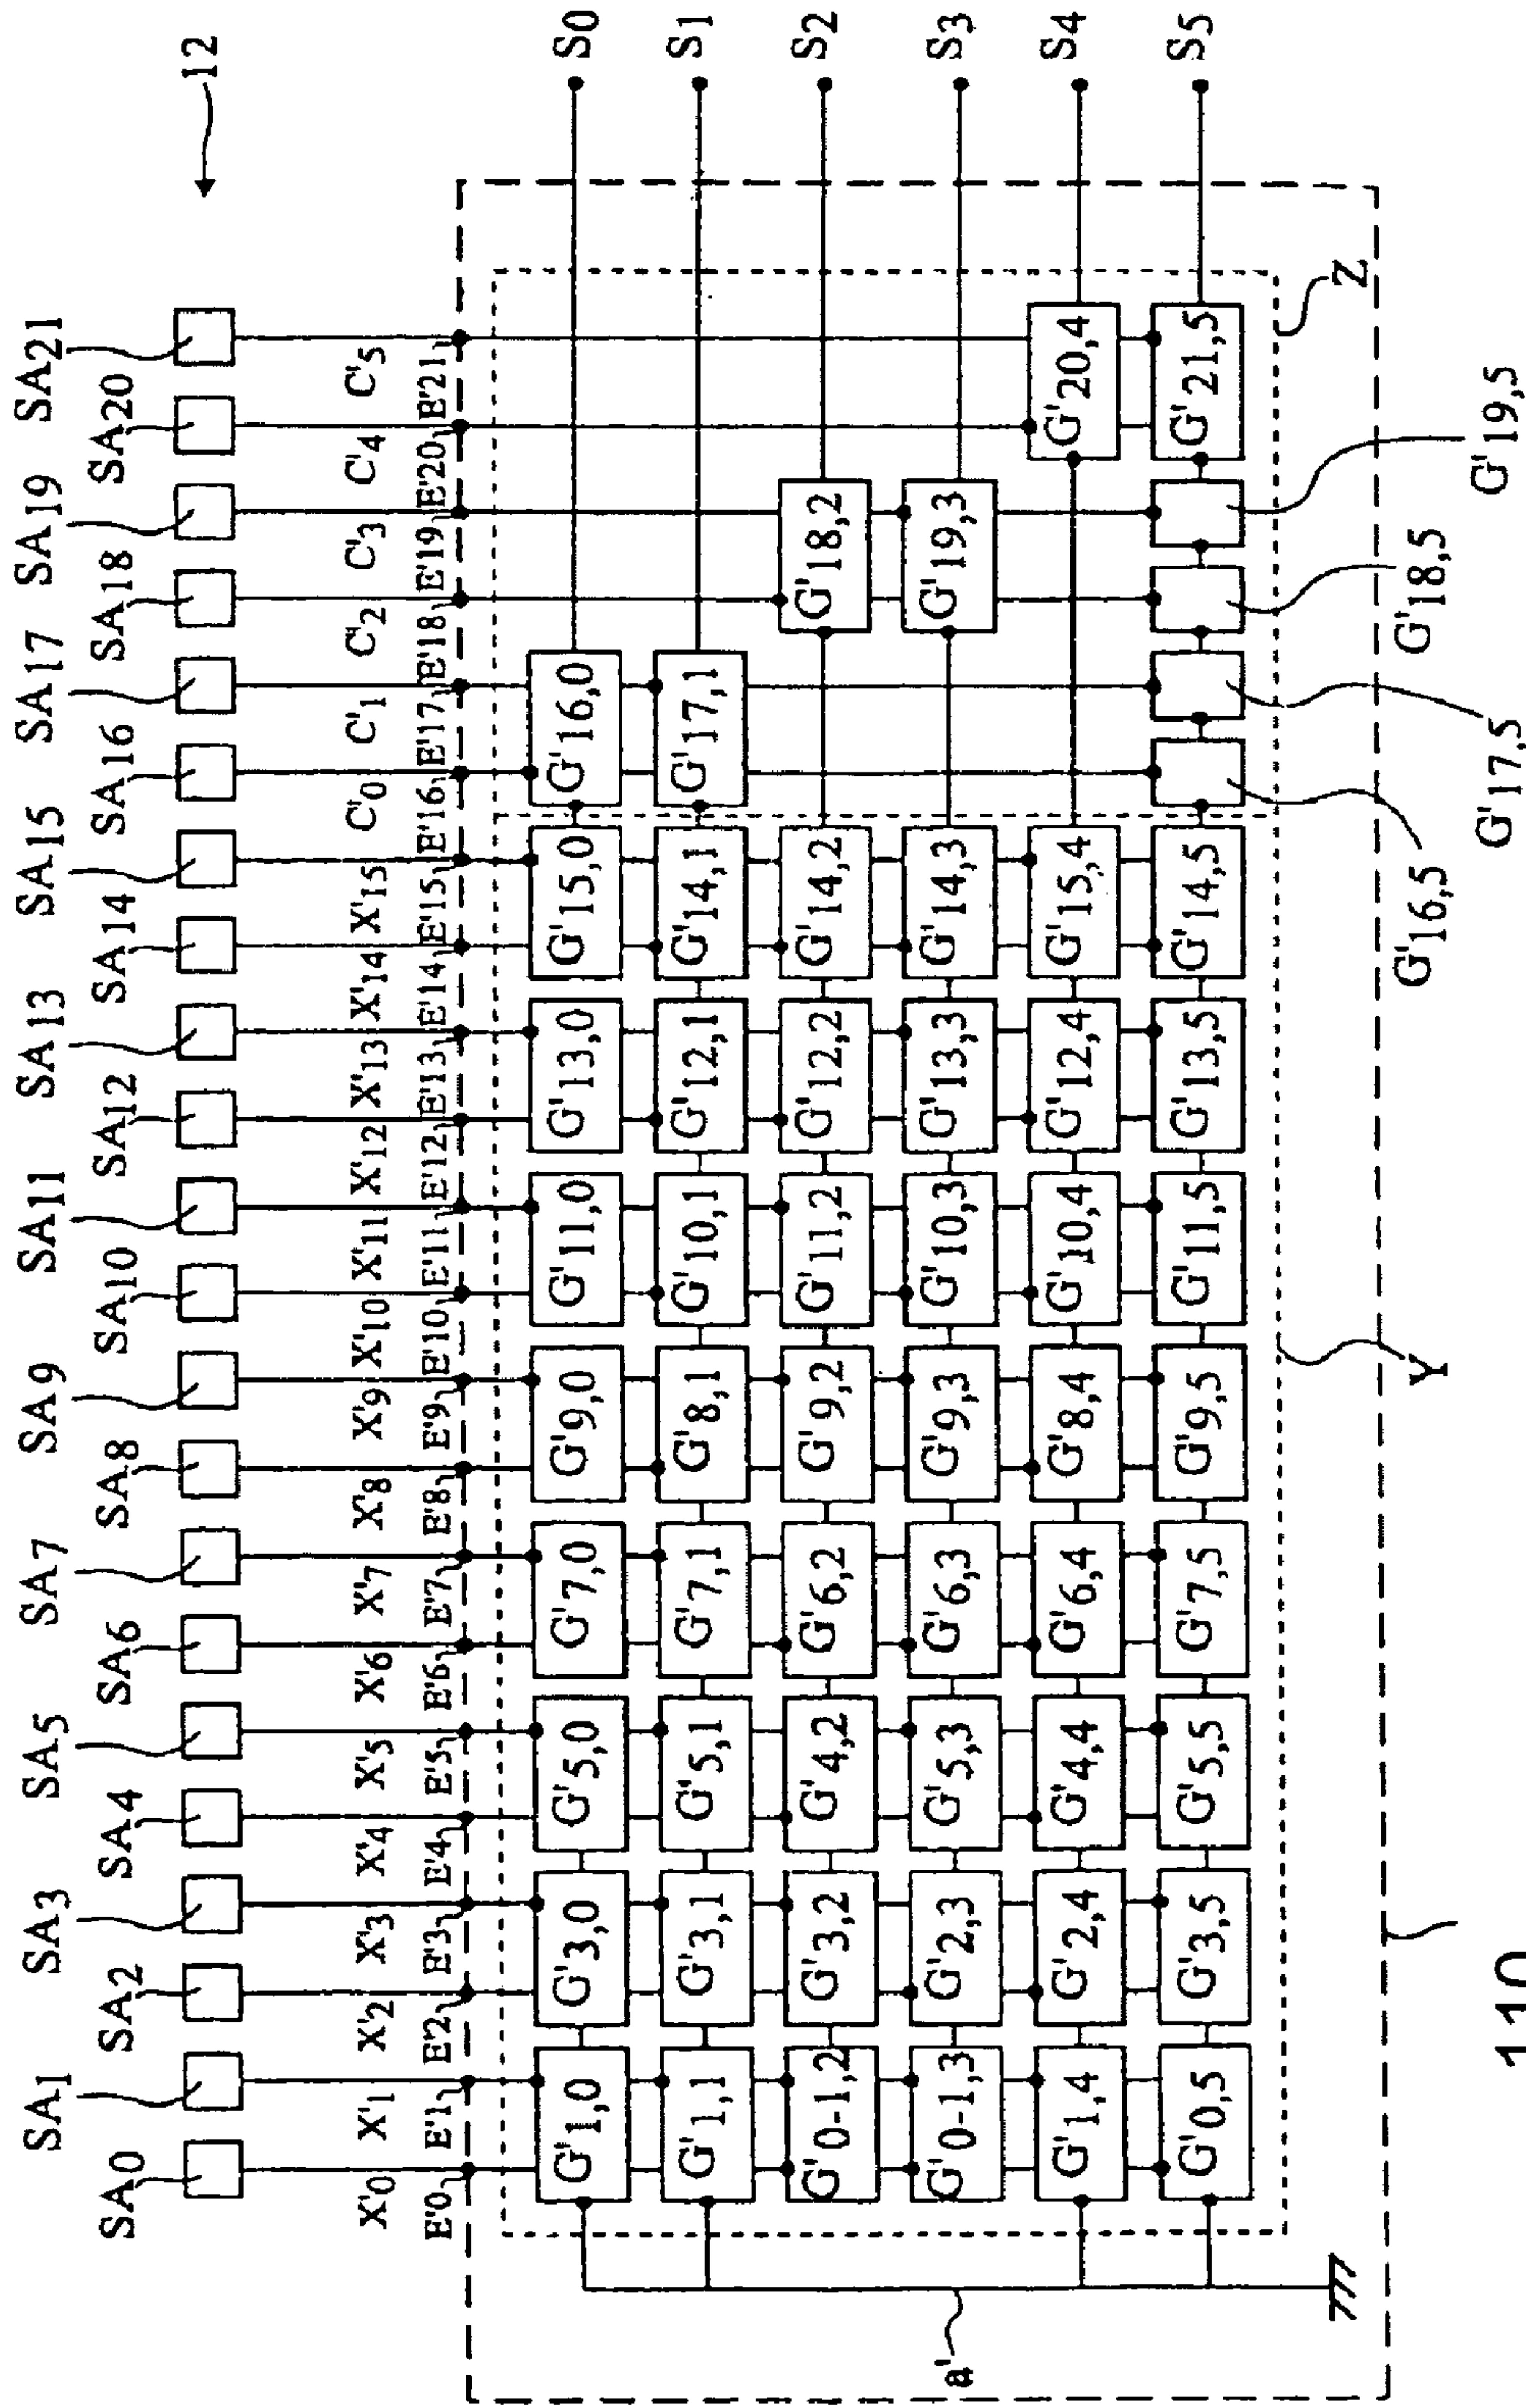 12
SA0 SA1 SA2 SA3 SA4 SA5 SA6 SA7 SA8 SA9 SA10 SA11 SA12 SA13 SA14 SA15 SA16 SA17 SA18 SA19 SA20 SA21
X'0 X'1 X'2 X'3 X'4 X'5 X'6 X'7 X'8 X'9 X'10 X'11 X'12 X'13 X'14 X'15 C'0 C'1 C'2 C'3 C'4 C'5
E'0 E'1 E'2 E'3 E'4 E'5 E'6 E'7 E'8 E'9 E'10 E'11 E'12 E'13 E'14 E'15 E'16 E'17 E'18 E'19 E'20 E'21
G'1,0 G'3,0 G'5,0 G'7,0 G'9,0 G'11,0 G'13,0 G'15,0 G'16,0 S0
G'1,1 G'3,1 G'5,1 G'7,1 G'8,1 G'10,1 G'12,1 G'14,1 G'17,1 S1
G'0-1,2 G'3,2 G'4,2 G'6,2 G'9,2 G'11,2 G'12,2 G'14,2 G'18,2 S2
G'0-1,3 G'2,3 G'5,3 G'6,3 G'9,3 G'10,3 G'13,3 G'14,3 G'19,3 S3
G'1,4 G'2,4 G'4,4 G'6,4 G'8,4 G'10,4 G'12,4 G'15,4 G'20,4 S4
G'0,5 G'3,5 G'5,5 G'7,5 G'9,5 G'11,5 G'13,5 G'14,5 G'21,5 S5
a' Y Z
G'16,5 G'17,5 G'18,5 G'19,5
110